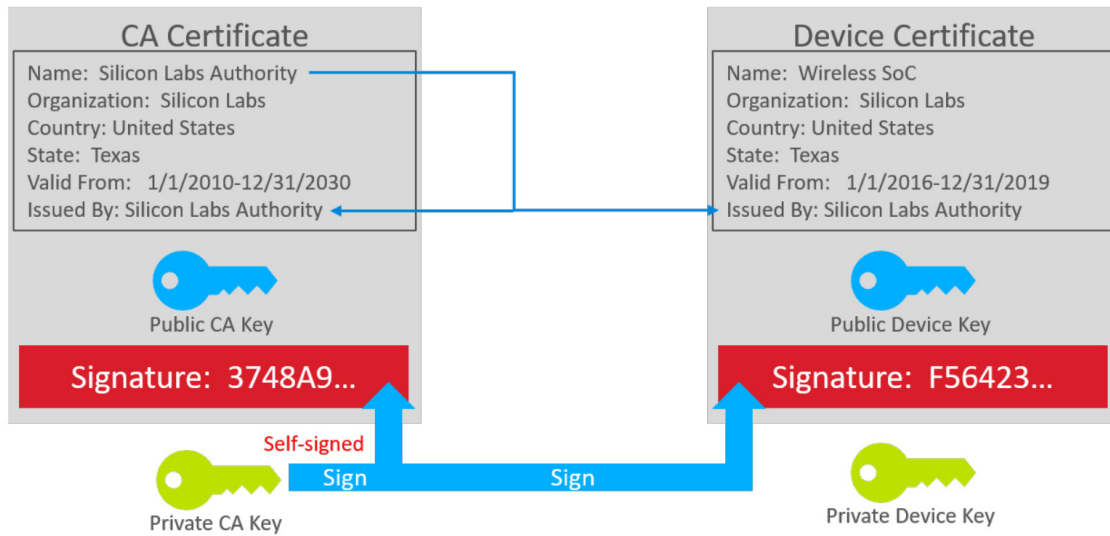 CA Certificate
Name:  Silicon Labs Authority
Organization:  Silicon Labs
Country: United States
State:  Texas
Valid From:   1/1/2010-12/31/2030
Issued By: Silicon Labs Authority
Public CA Key
Signature:  3748A9...
Self-signed
Sign
Sign
Private CA Key
Device Certificate
Name:  Wireless SoC
Organization:  Silicon Labs
Country: United States
State:  Texas
Valid From:   1/1/2016-12/31/2019
Issued By: Silicon Labs Authority
Public Device Key
Signature:  F56423...
Private Device Key